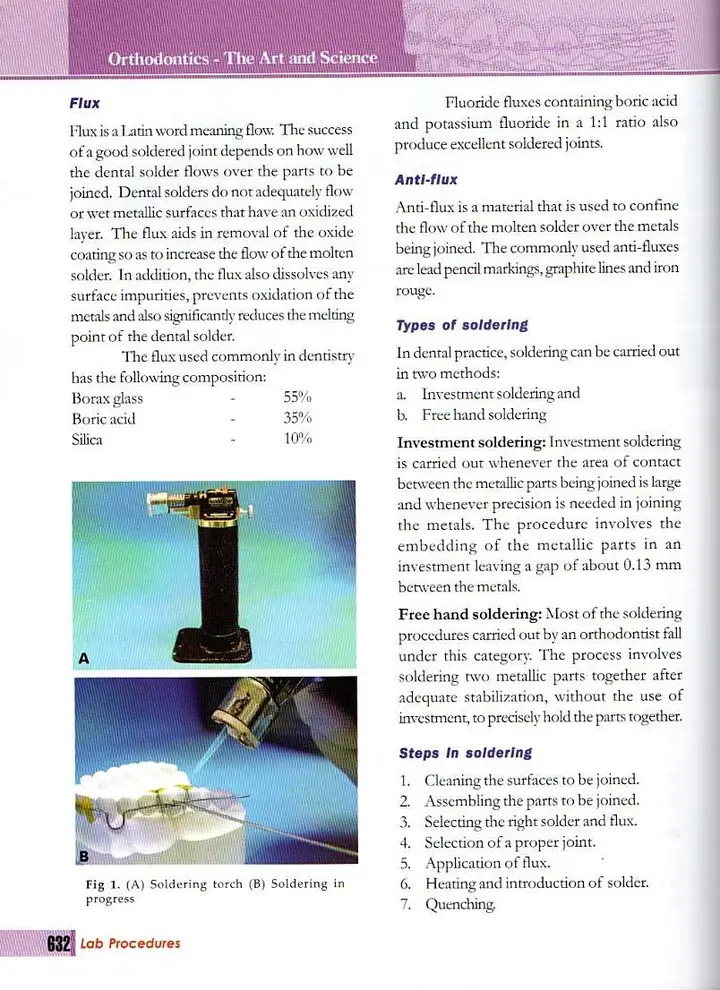 Orthodontics - The Art and Science
Flux
Flux is a Latin word meaning flow. The success
of a good soldered joint depends on how well
the dental solder flows over the parts to be
joined. Dental solders do not adequately flow
or wet metallic surfaces that have an oxidized
layer. The flux aids in removal of the oxide
coating so as to increase the flow of the molten
solder. In addition, the flux also dissolves any
surface impurities, prevents oxidation of the
metals and also significantly reduces the melting
point of the dental solder.
The flux used commonly in dentistry
has the following composition:
Borax glass - 55%
Boric acid - 35%
Silica - 10%
A
B
Fig 1. (A) Soldering torch (B) Soldering in
progress
Fluoride fluxes containing boric acid
and potassium fluoride in a 1:1 ratio also
produce excellent soldered joints.
Anti-flux
Anti-flux is a material that is used to confine
the flow of the molten solder over the metals
being joined. The commonly used anti-fluxes
are lead pencil markings, graphite lines and iron
rouge.
Types of soldering
In dental practice, soldering can be carried out
in two methods:
a. Investment soldering and
b. Free hand soldering
Investment soldering: Investment soldering
is carried out whenever the area of contact
between the metallic parts being joined is large
and whenever precision is needed in joining
the metals. The procedure involves the
embedding of the metallic parts in an
investment leaving a gap of about 0.13 mm
between the metals.
Free hand soldering: Most of the soldering
procedures carried out by an orthodontist fall
under this category. The process involves
soldering two metallic parts together after
adequate stabilization, without the use of
investment, to precisely hold the parts together.
Steps in soldering
1. Cleaning the surfaces to be joined.
2. Assembling the parts to be joined.
3. Selecting the right solder and flux.
4. Selection of a proper joint.
5. Application of flux.
6. Heating and introduction of solder.
7. Quenching.
632 Lab Procedures